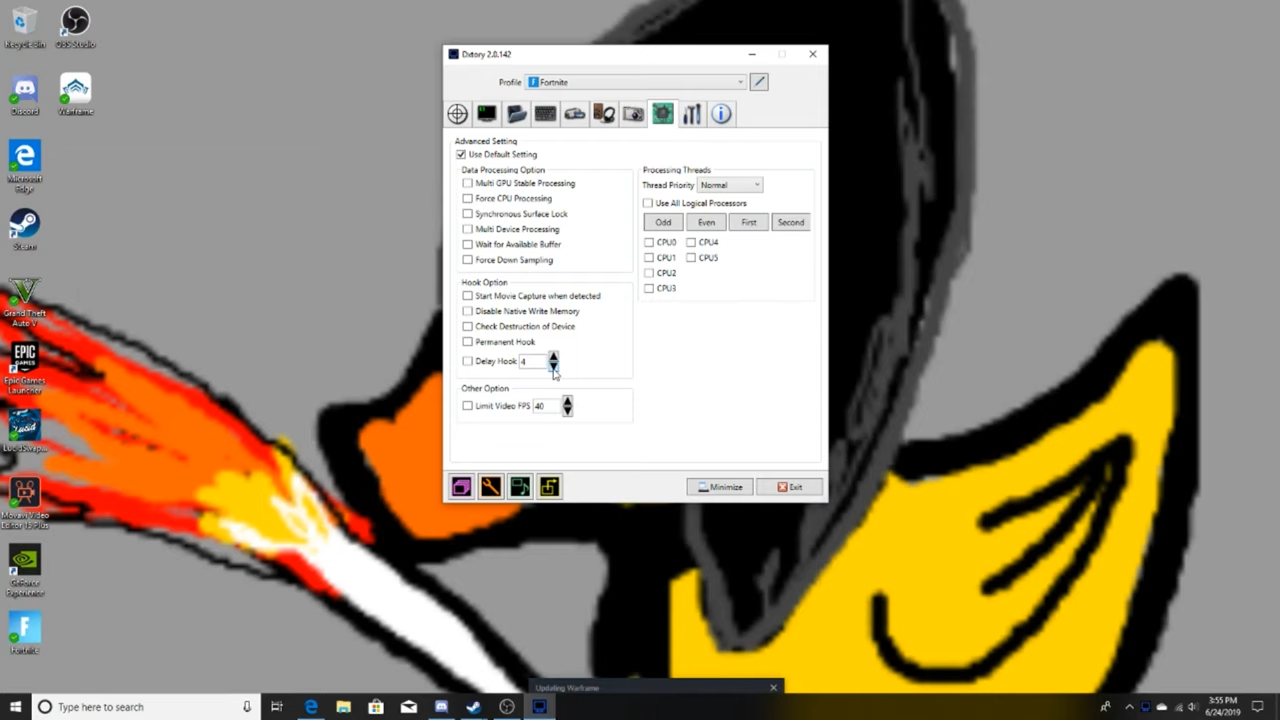 Recycle Bin
OBS Studio
Discord
Warframe
Microsoft
Edge
Steam
Grand Theft
Auto V
Epic Games
Launcher
LucidSwap...
Movavi Video
Editor 15 Plus
GeForce
Experience
Fortnite
Dxtory 2.0.142
Profile
Fortnite
Advanced Setting
Use Default Setting
Data Processing Option
Multi GPU Stable Processing
Force CPU Processing
Synchronous Surface Lock
Multi Device Processing
Wait for Available Buffer
Force Down Sampling
Hook Option
Start Movie Capture when detected
Disable Native Write Memory
Check Destruction of Device
Permanent Hook
Delay Hook 4
Other Option
Limit Video FPS 40
Processing Threads
Thread Priority Normal
Use All Logical Processors
Odd Even First Second
CPU0 CPU4
CPU1 CPU5
CPU2
CPU3
Minimize Exit
Updating Warframe
Type here to search
3:55 PM
6/24/2019